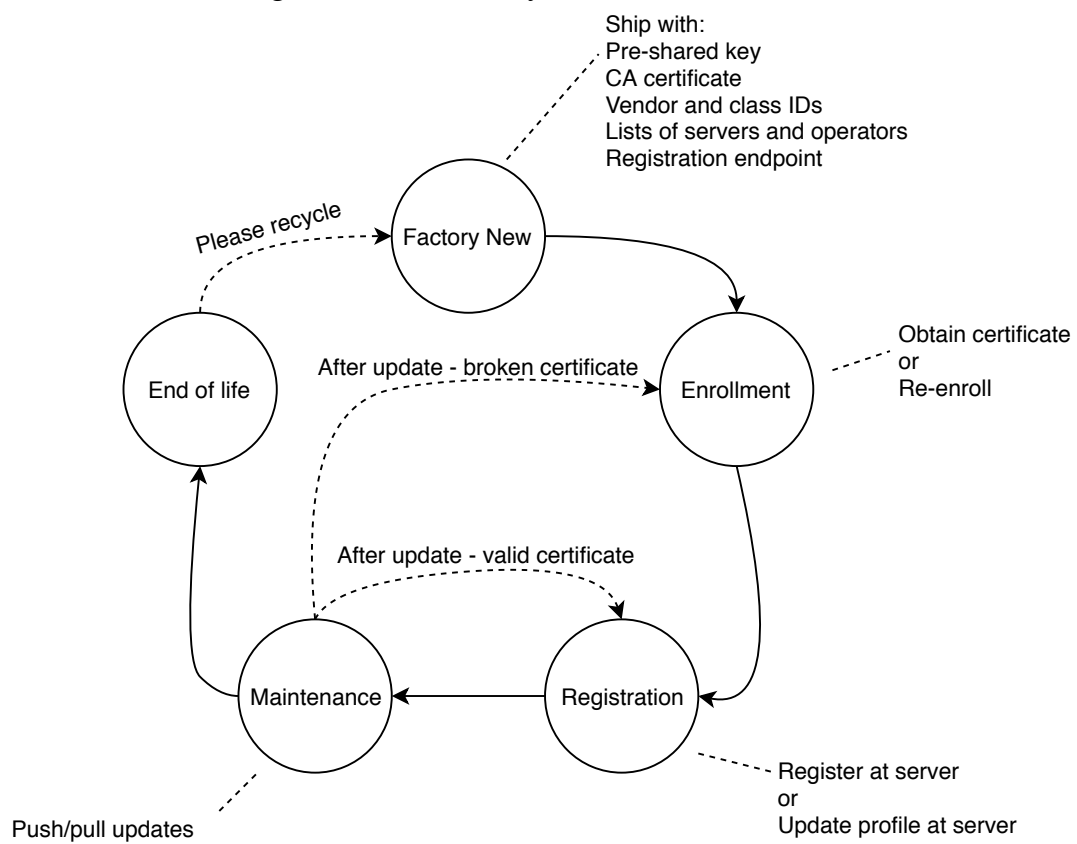 Ship with:
Pre-shared key
CA certificate
Vendor and class IDs
Lists of servers and operators
Registration endpoint
Please recycle
Factory New
End of life
After update - broken certificate
Enrollment
Obtain certificate
or
Re-enroll
After update - valid certificate
Maintenance
Registration
Register at server
or
Update profile at server
Push/pull updates